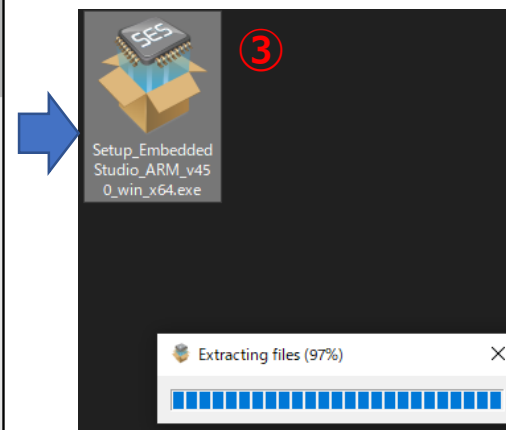 SES
③
Setup_Embedded
Studio_ARM_v45
0_win_x64.exe
Extracting files (97%)